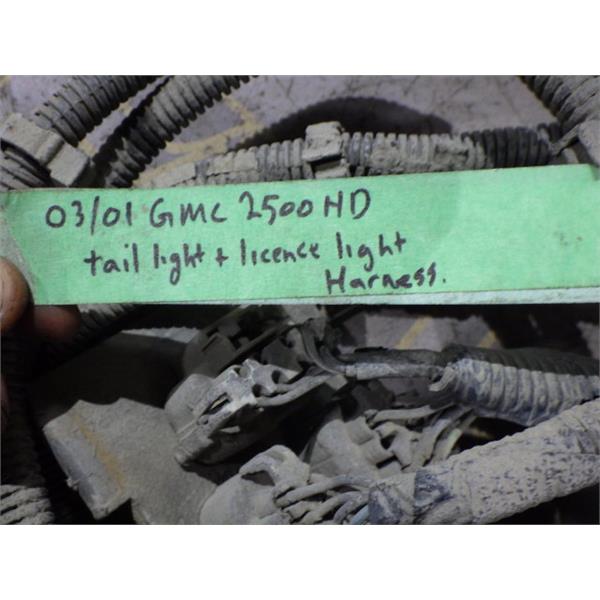 03/01 GMC 2500 HD
tail light + licence light
Harness.